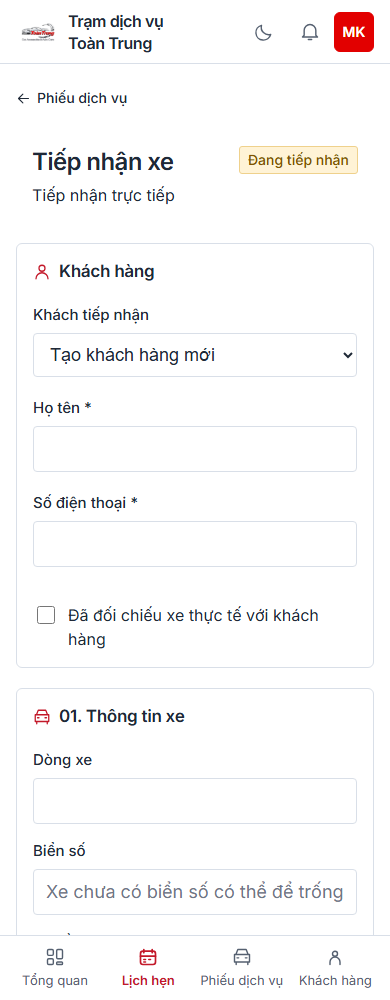 Trạm dịch vụ
Toàn Trung
MK
Phiếu dịch vụ
Tiếp nhận xe
Đang tiếp nhận
Tiếp nhận trực tiếp
Khách hàng
Khách tiếp nhận
Tạo khách hàng mới
Họ tên *
Số điện thoại *
Đã đối chiếu xe thực tế với khách
hàng
01. Thông tin xe
Dòng xe
Biển số
Xe chưa có biển số có thể để trống
Tổng quan
Lịch hẹn
Phiếu dịch vụ
Khách hàng